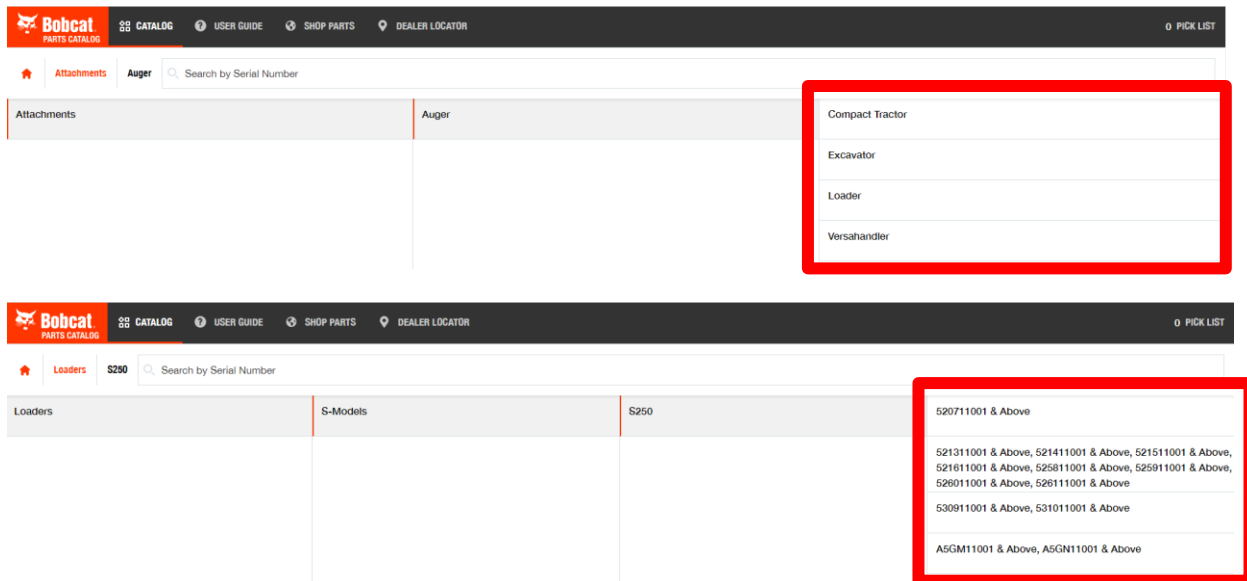 Bobcat.
PARTS CATALOG
CATALOG
USER GUIDE
SHOP PARTS
DEALER LOCATOR
0 PICK LIST
Attachments
Auger
Search by Serial Number
Attachments
Auger
Compact Tractor
Excavator
Loader
Versahandler
Bobcat.
PARTS CATALOG
CATALOG
USER GUIDE
SHOP PARTS
DEALER LOCATOR
0 PICK LIST
Loaders
S250
Search by Serial Number
Loaders
S-Models
S250
520711001 & Above
521311001 & Above, 521411001 & Above, 521511001 & Above,
521611001 & Above, 525811001 & Above, 525911001 & Above,
526011001 & Above, 526111001 & Above
530911001 & Above, 531011001 & Above
A5GM11001 & Above, A5GN11001 & Above